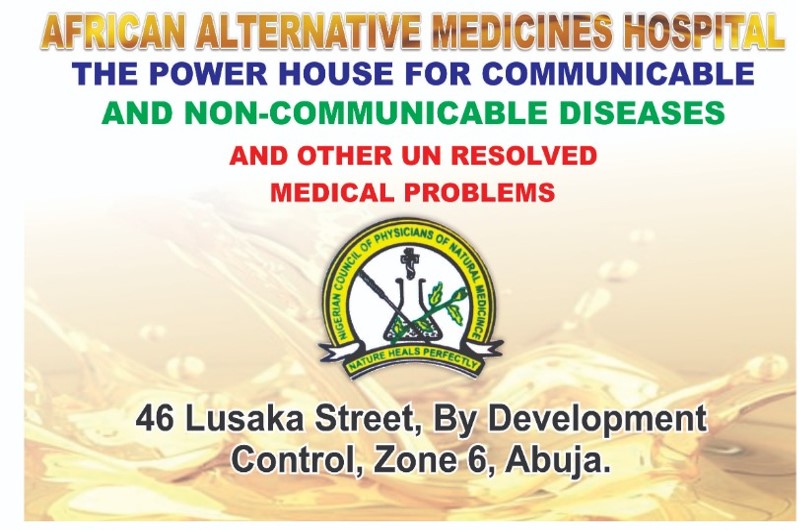 AFRICAN ALTERNATIVE MEDICINES HOSPITAL
THE POWER HOUSE FOR COMMUNICABLE
AND NON-COMMUNICABLE DISEASES
AND OTHER UN RESOLVED
MEDICAL PROBLEMS
NIGERIAN COUNCIL OF PHYSICIANS OF NATURAL MEDICINCE
NATURE HEALS PERFECTLY
46 Lusaka Street, By Development
Control, Zone 6, Abuja.